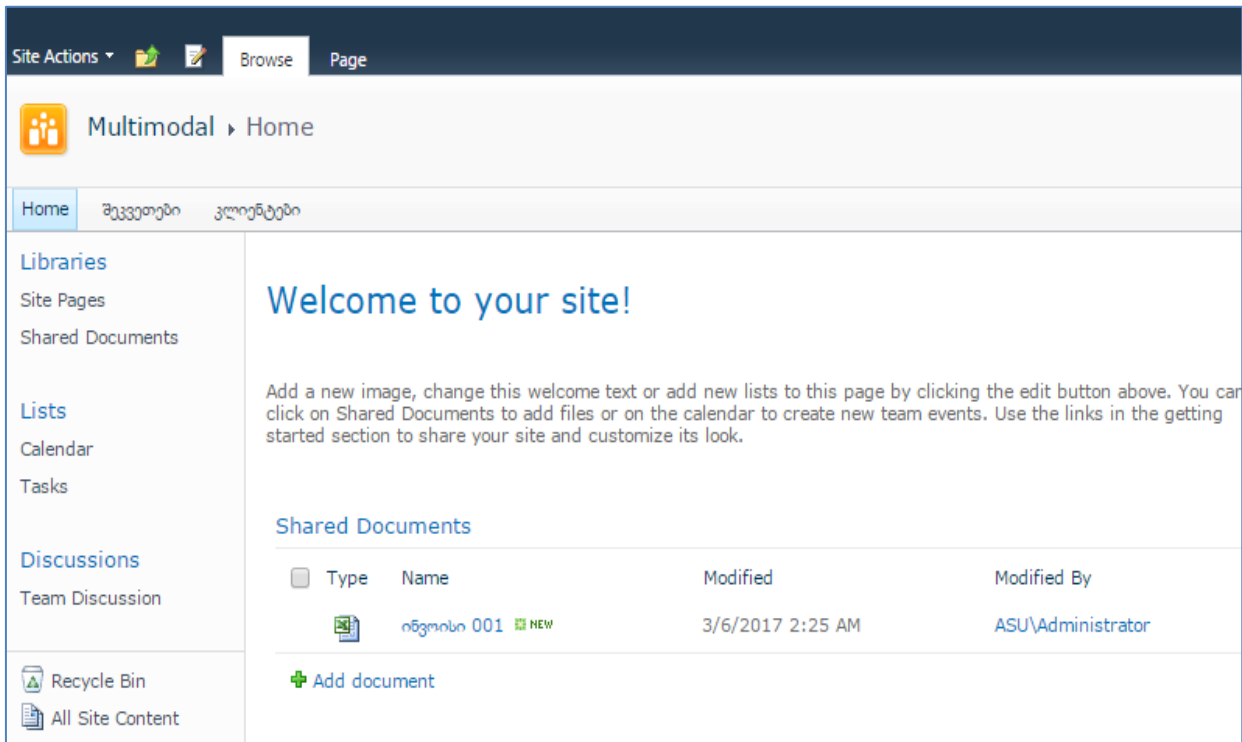 Site Actions Browse Page
Multimodal Home
Home შეკვეთები კლიენტები
Libraries
Site Pages
Shared Documents
Lists
Calendar
Tasks
Discussions
Team Discussion
Recycle Bin
All Site Content
Welcome to your site!
Add a new image, change this welcome text or add new lists to this page by clicking the edit button above. You can
click on Shared Documents to add files or on the calendar to create new team events. Use the links in the getting
started section to share your site and customize its look.
Shared Documents
Type Name Modified Modified By
ინვოისი 001 NEW 3/6/2017 2:25 AM ASU\Administrator
Add document